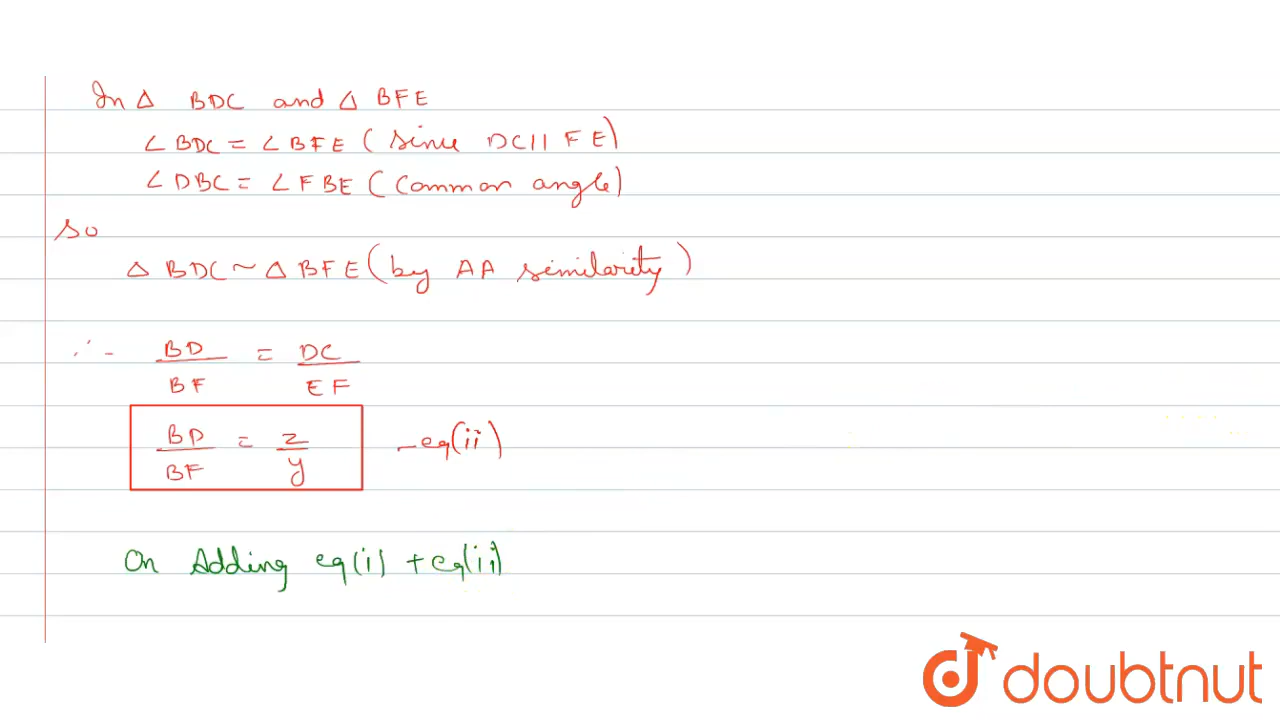 In △ BDC and △ BFE
∠BDC = ∠BFE (since DC || FE)
∠DBC = ∠FBE (Common angle)
so
△ BDC ~ △ BFE (by AA similarity)
∴ BD/BF = DC/EF
BD/BF = z/y - eq(ii)
On Adding eq(i) + eq(ii)
doubtnut